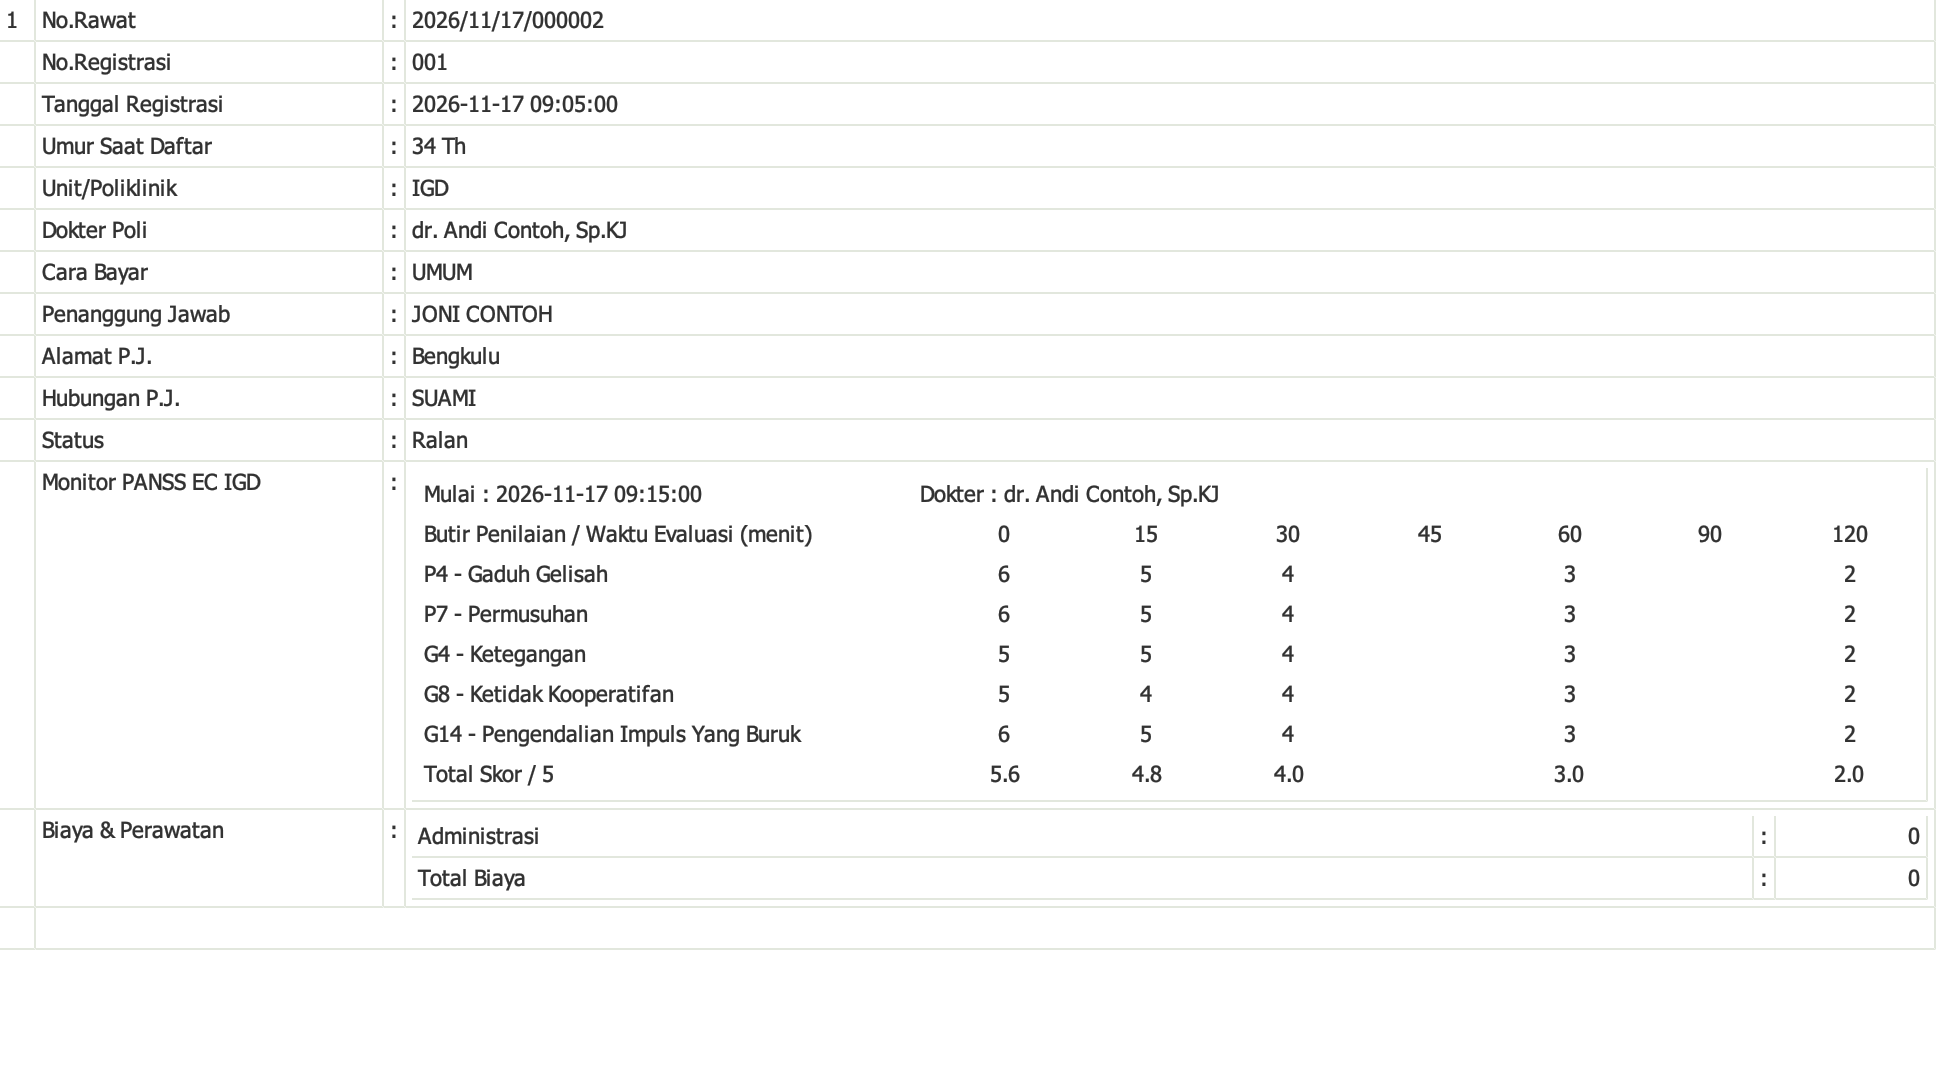 1 No.Rawat : 2026/11/17/000002
No.Registrasi : 001
Tanggal Registrasi : 2026-11-17 09:05:00
Umur Saat Daftar : 34 Th
Unit/Poliklinik : IGD
Dokter Poli : dr. Andi Contoh, Sp.KJ
Cara Bayar : UMUM
Penanggung Jawab : JONI CONTOH
Alamat P.J. : Bengkulu
Hubungan P.J. : SUAMI
Status : Ralan
Monitor PANSS EC IGD :
Mulai : 2026-11-17 09:15:00 Dokter : dr. Andi Contoh, Sp.KJ
Butir Penilaian / Waktu Evaluasi (menit) 0 15 30 45 60 90 120
P4 - Gaduh Gelisah 6 5 4 3 2
P7 - Permusuhan 6 5 4 3 2
G4 - Ketegangan 5 5 4 3 2
G8 - Ketidak Kooperatifan 5 4 4 3 2
G14 - Pengendalian Impuls Yang Buruk 6 5 4 3 2
Total Skor / 5 5.6 4.8 4.0 3.0 2.0
Biaya & Perawatan : Administrasi : 0
Total Biaya : 0